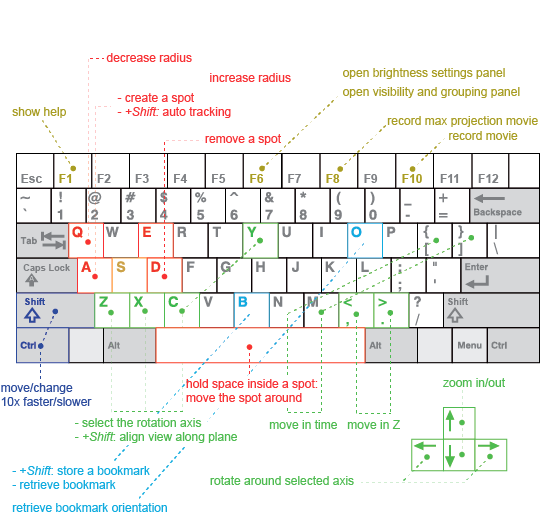 decrease radius
increase radius
open brightness settings panel
open visibility and grouping panel
- create a spot
- +Shift: auto tracking
show help
record max projection movie
remove a spot
record movie
Esc F1 F2 F3 F4 F5 F6 F7 F8 F9 F10 F11 F12
~ ! @ # $ % ^ & * ( ) _ +
` 1 2 3 4 5 6 7 8 9 0 - = Backspace
Tab Q W E R T Y U I O P { } |
[ ] \
Caps Lock A S D F G H J K L : " Enter
; '
Shift Z X C V B N M < > ? Shift
, . /
Ctrl Alt Alt Menu Ctrl
move/change
10x faster/slower
hold space inside a spot:
move the spot around
zoom in/out
- select the rotation axis
- +Shift: align view along plane
move in time move in Z
- +Shift: store a bookmark
- retrieve bookmark
rotate around selected axis
retrieve bookmark orientation